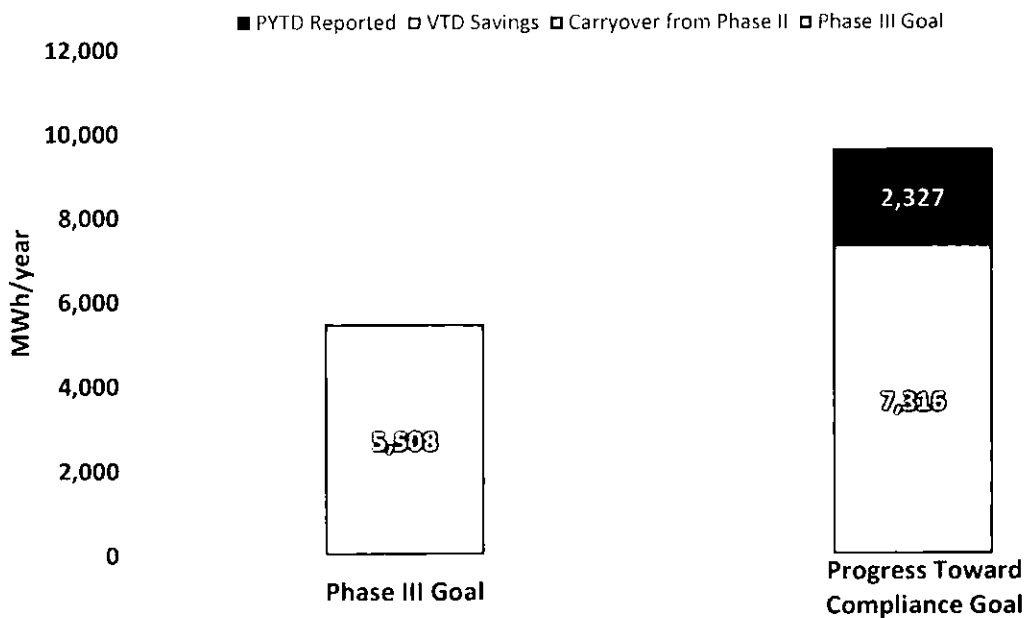 ■ PYTD Reported □ VTD Savings □ Carryover from Phase II □ Phase III Goal
12,000
10,000
8,000
6,000
4,000
2,000
0
MWh/year
2,327
7,316
5,508
Phase III Goal
Progress Toward
Compliance Goal